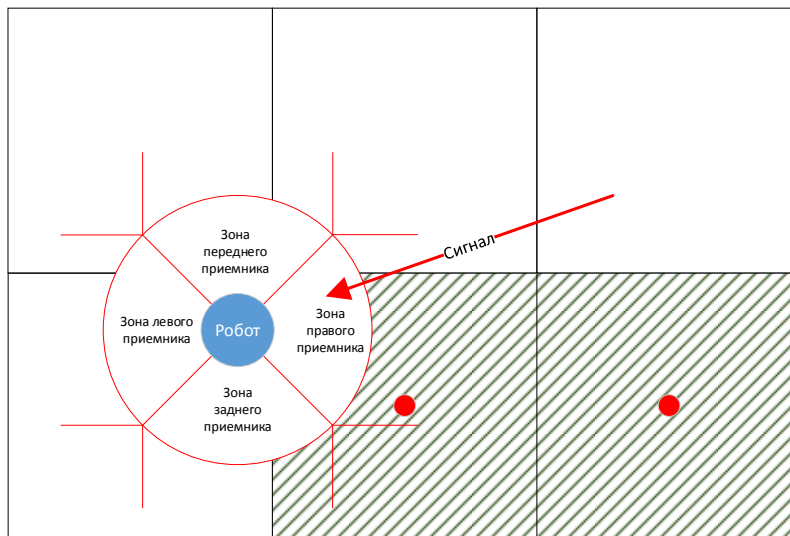 Зона
переднего
приемника
Сигнал
Зона левого
приемника
Робот
Зона
правого
приемника
Зона
заднего
приемника